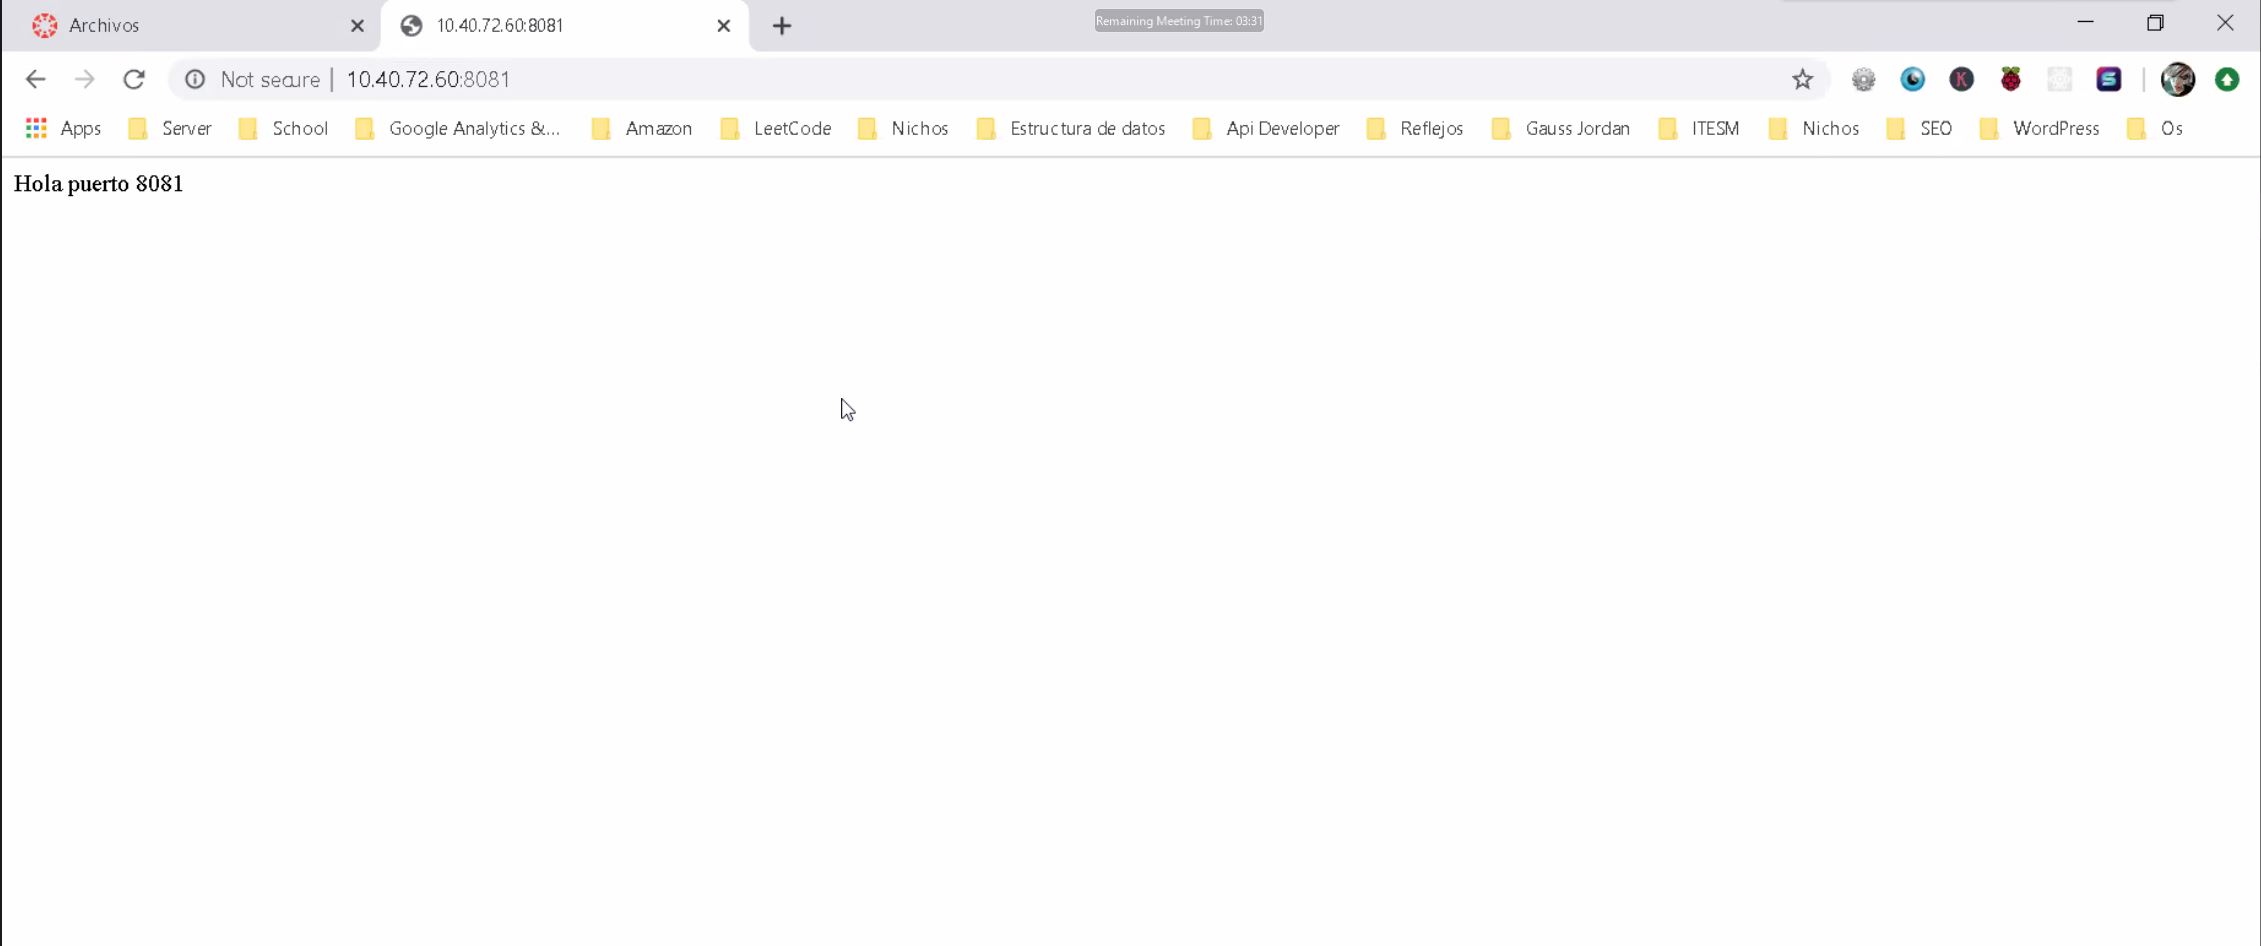 Archivos
10.40.72.60:8081
Remaining Meeting Time: 03:31
Not secure | 10.40.72.60:8081
Apps Server School Google Analytics &... Amazon LeetCode Nichos Estructura de datos Api Developer Reflejos Gauss Jordan ITESM Nichos SEO WordPress Os
Hola puerto 8081